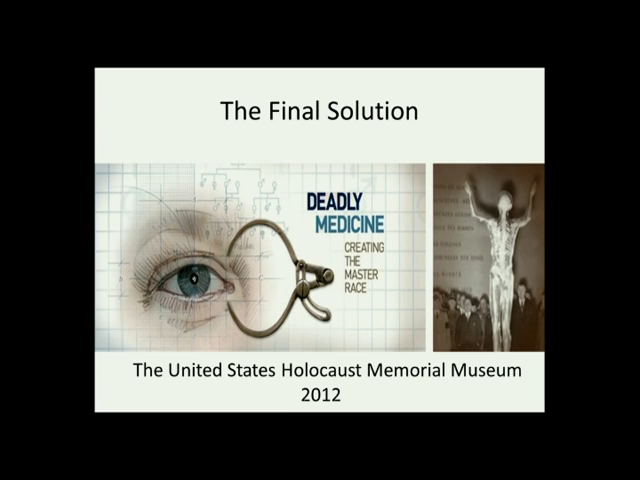 The Final Solution
DEADLY
MEDICINE
CREATING
THE
MASTER
RACE
The United States Holocaust Memorial Museum
2012